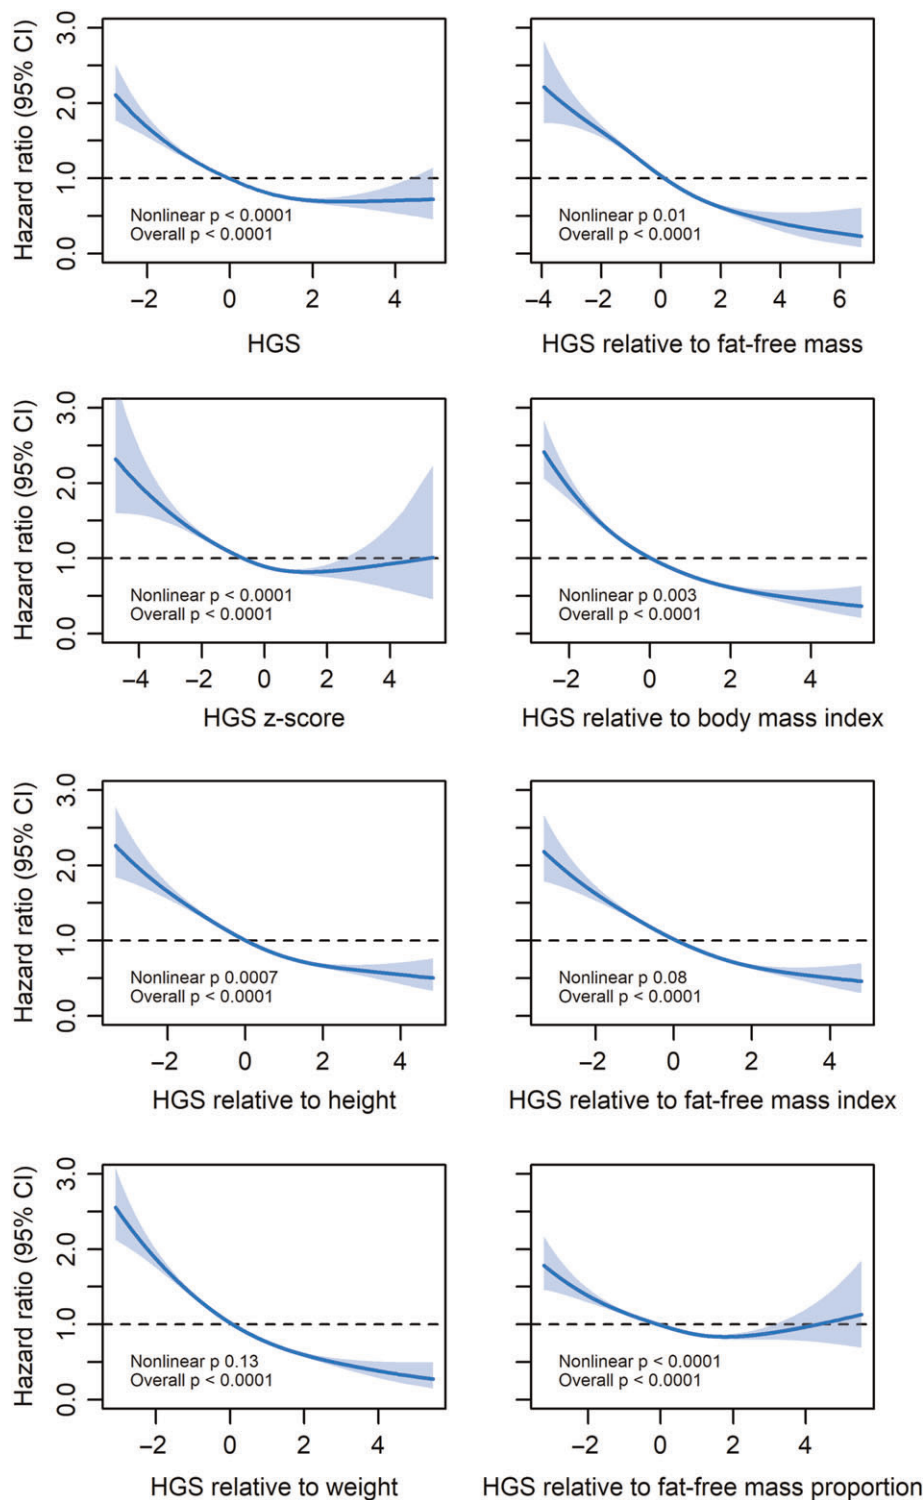 Hazard ratio (95% CI)
3.0
2.0
1.0
0.0
Nonlinear p < 0.0001
Overall p < 0.0001
−2 0 2 4
HGS
Nonlinear p 0.01
Overall p < 0.0001
−4 −2 0 2 4 6
HGS relative to fat-free mass
Hazard ratio (95% CI)
3.0
2.0
1.0
0.0
Nonlinear p < 0.0001
Overall p < 0.0001
−4 −2 0 2 4
HGS z-score
Nonlinear p 0.003
Overall p < 0.0001
−2 0 2 4
HGS relative to body mass index
Hazard ratio (95% CI)
3.0
2.0
1.0
0.0
Nonlinear p 0.0007
Overall p < 0.0001
−2 0 2 4
HGS relative to height
Nonlinear p 0.08
Overall p < 0.0001
−2 0 2 4
HGS relative to fat-free mass index
Hazard ratio (95% CI)
3.0
2.0
1.0
0.0
Nonlinear p 0.13
Overall p < 0.0001
−2 0 2 4
HGS relative to weight
Nonlinear p < 0.0001
Overall p < 0.0001
−2 0 2 4
HGS relative to fat-free mass proportion